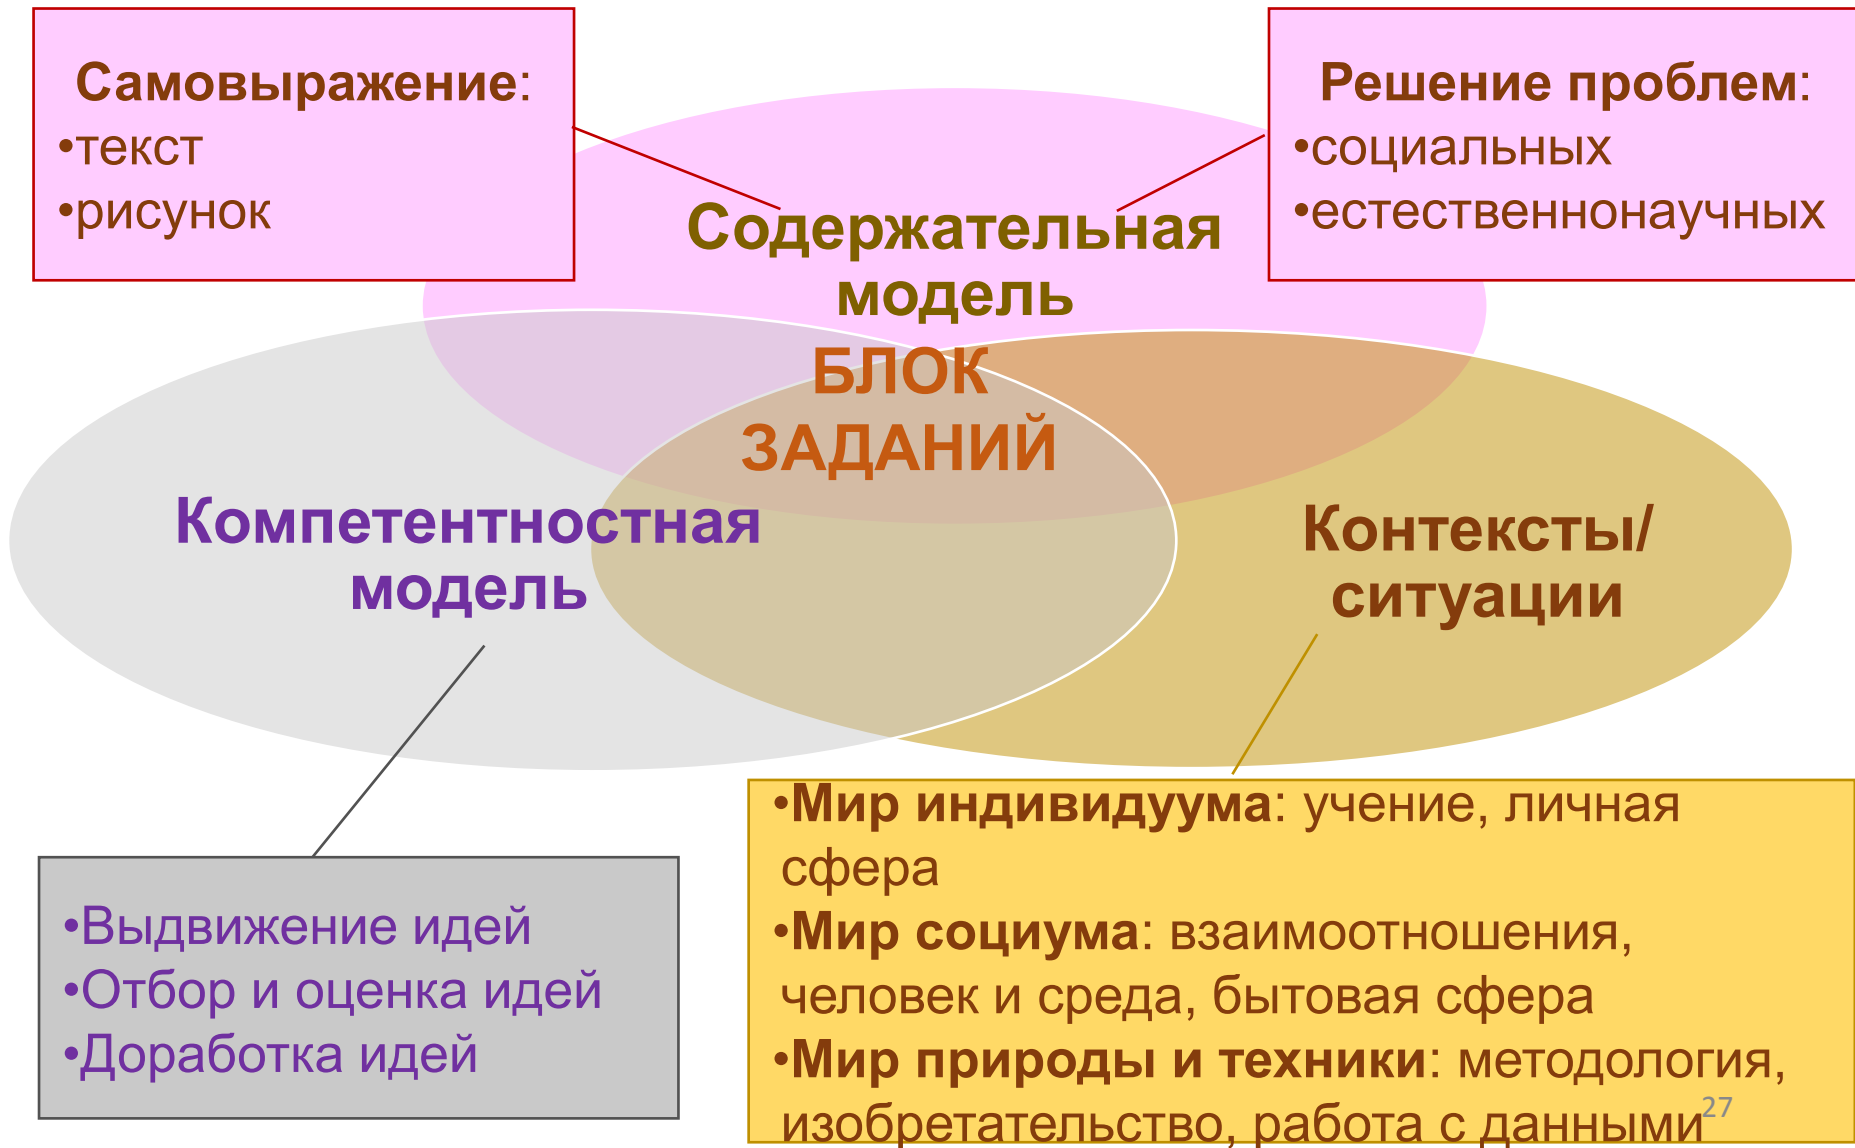 Самовыражение:
•текст
•рисунок
Решение проблем:
•социальных
•естественнонаучных
Содержательная
модель
БЛОК
ЗАДАНИЙ
Компетентностная
модель
Контексты/
ситуации
•Выдвижение идей
•Отбор и оценка идей
•Доработка идей
•Мир индивидуума: учение, личная
сфера
•Мир социума: взаимоотношения,
человек и среда, бытовая сфера
•Мир природы и техники: методология,
изобретательство, работа с данными
27